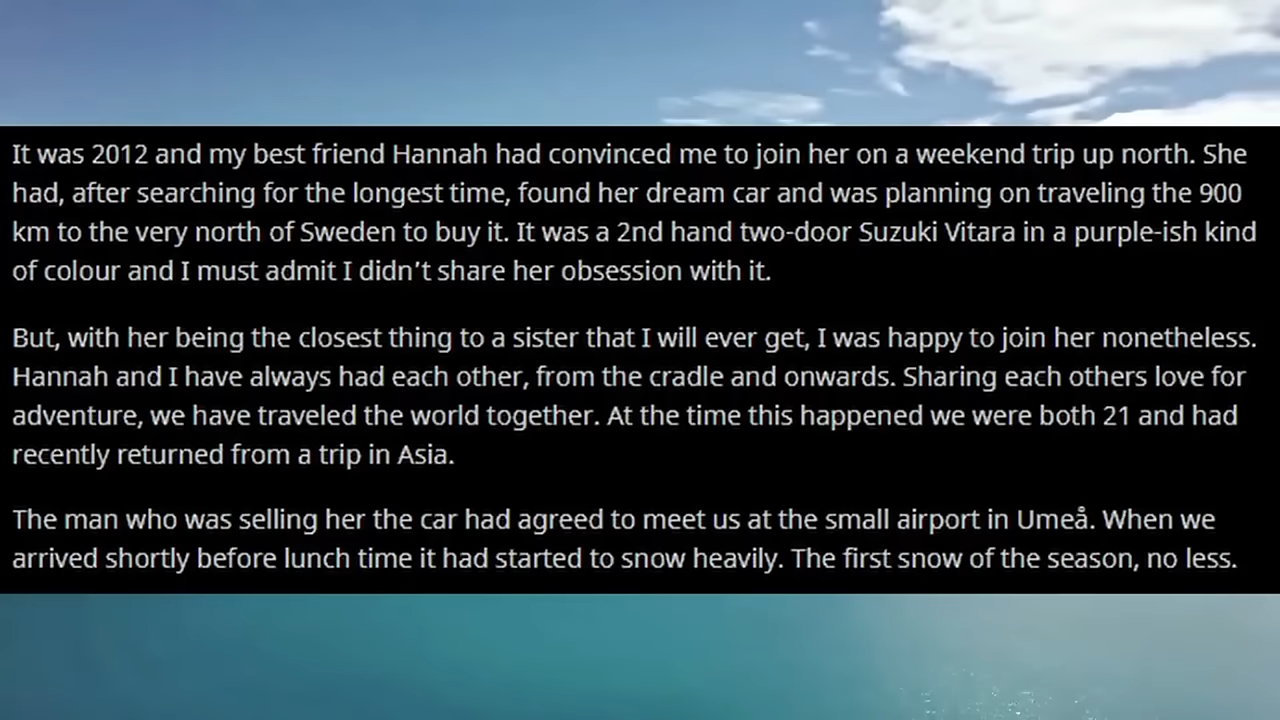 It was 2012 and my best friend Hannah had convinced me to join her on a weekend trip up north. She
had, after searching for the longest time, found her dream car and was planning on traveling the 900
km to the very north of Sweden to buy it. It was a 2nd hand two-door Suzuki Vitara in a purple-ish kind
of colour and I must admit I didn’t share her obsession with it.
But, with her being the closest thing to a sister that I will ever get, I was happy to join her nonetheless.
Hannah and I have always had each other, from the cradle and onwards. Sharing each others love for
adventure, we have traveled the world together. At the time this happened we were both 21 and had
recently returned from a trip in Asia.
The man who was selling her the car had agreed to meet us at the small airport in Umeå. When we
arrived shortly before lunch time it had started to snow heavily. The first snow of the season, no less.